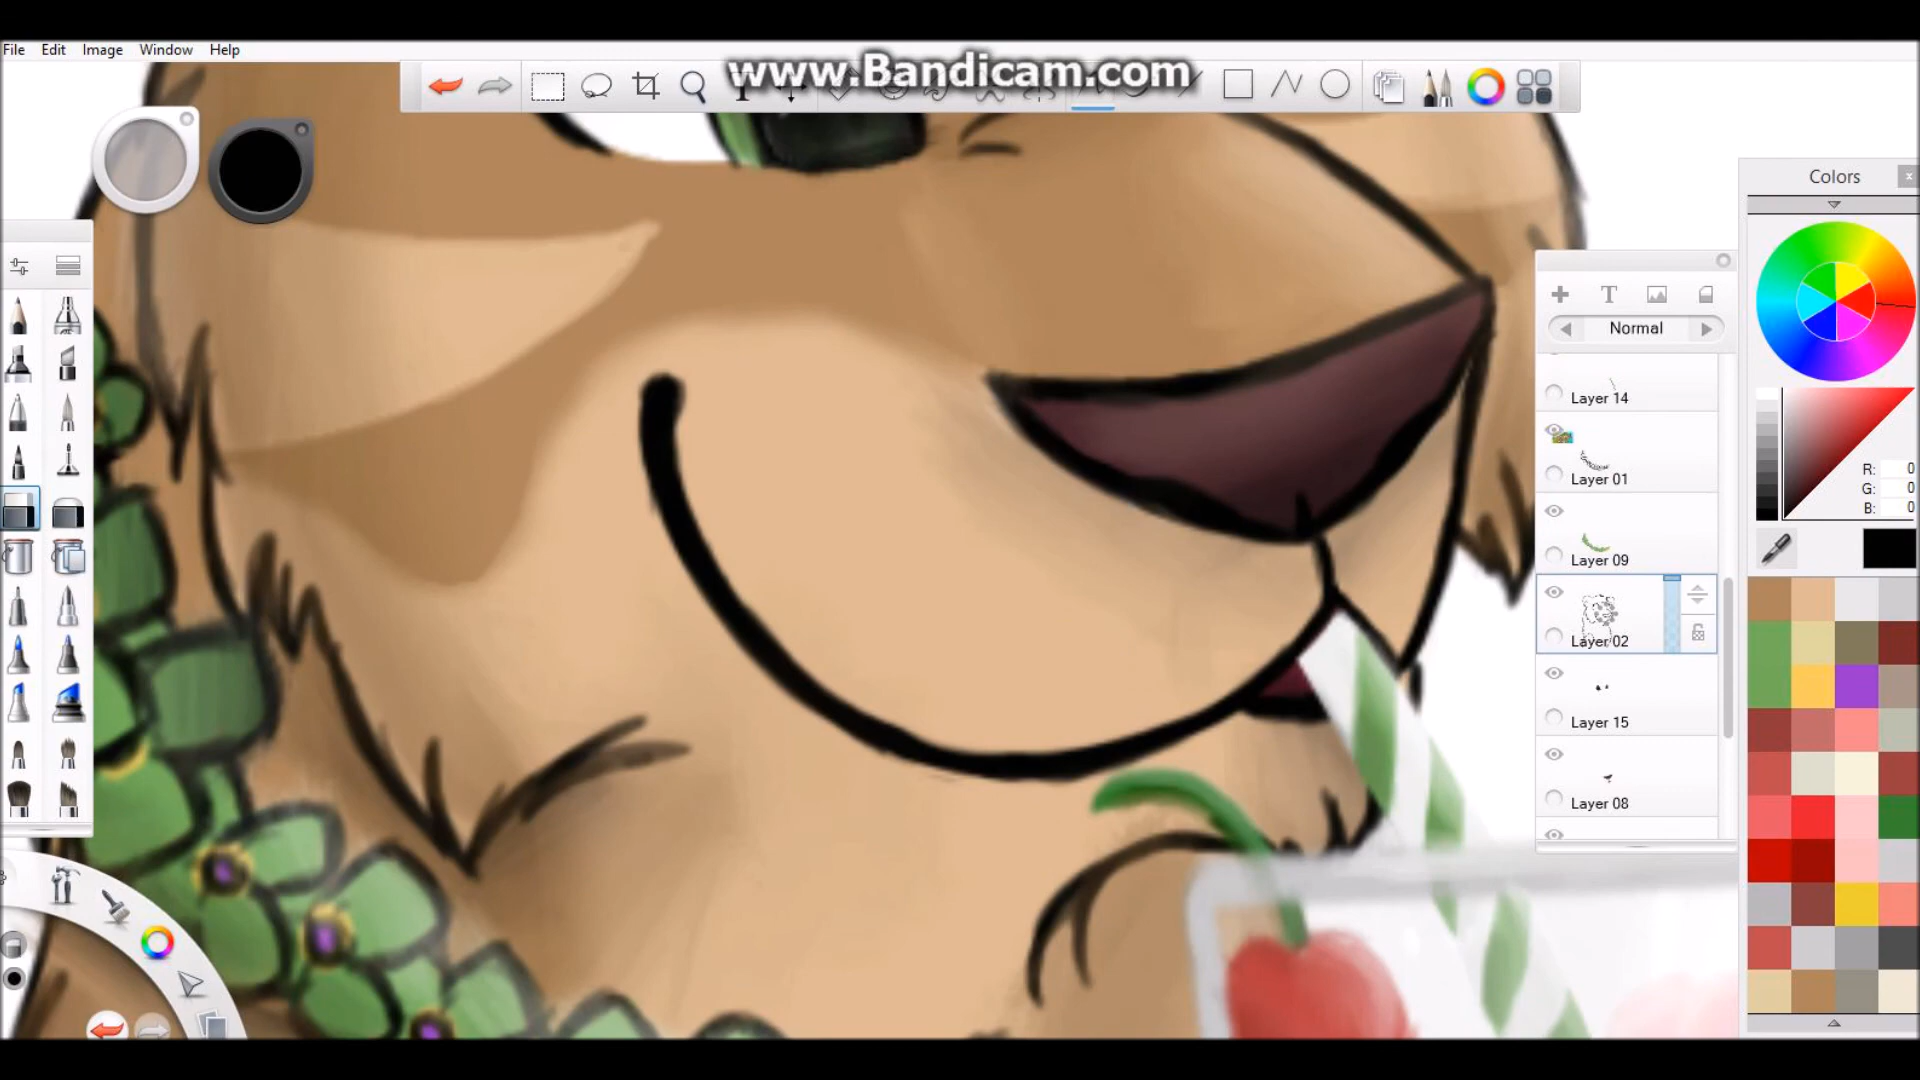 File Edit Image Window Help
www.Bandicam.com
T
Colors
T
Normal
Layer 14
Layer 01
Layer 09
Layer 02
Layer 15
Layer 08
R: 0
G: 0
B: 0